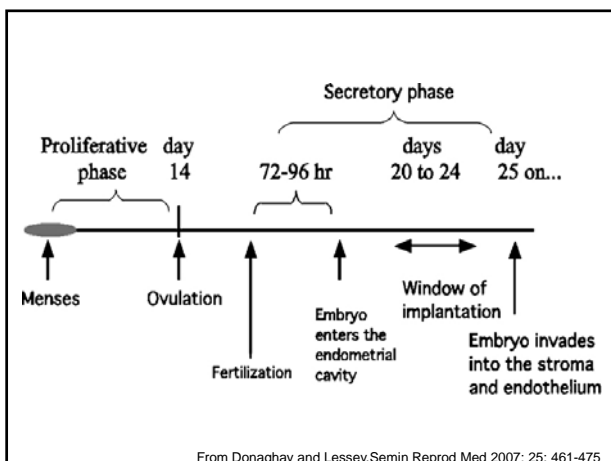 Secretory phase
Proliferative phase
day 14
72-96 hr
days 20 to 24
day 25 on...
Menses
Ovulation
Fertilization
Embryo
enters the
endometrial
cavity
Window of
implantation
Embryo invades
into the stroma
and endothelium
From Donaghay and Lessey,Semin Reprod Med 2007; 25: 461-475